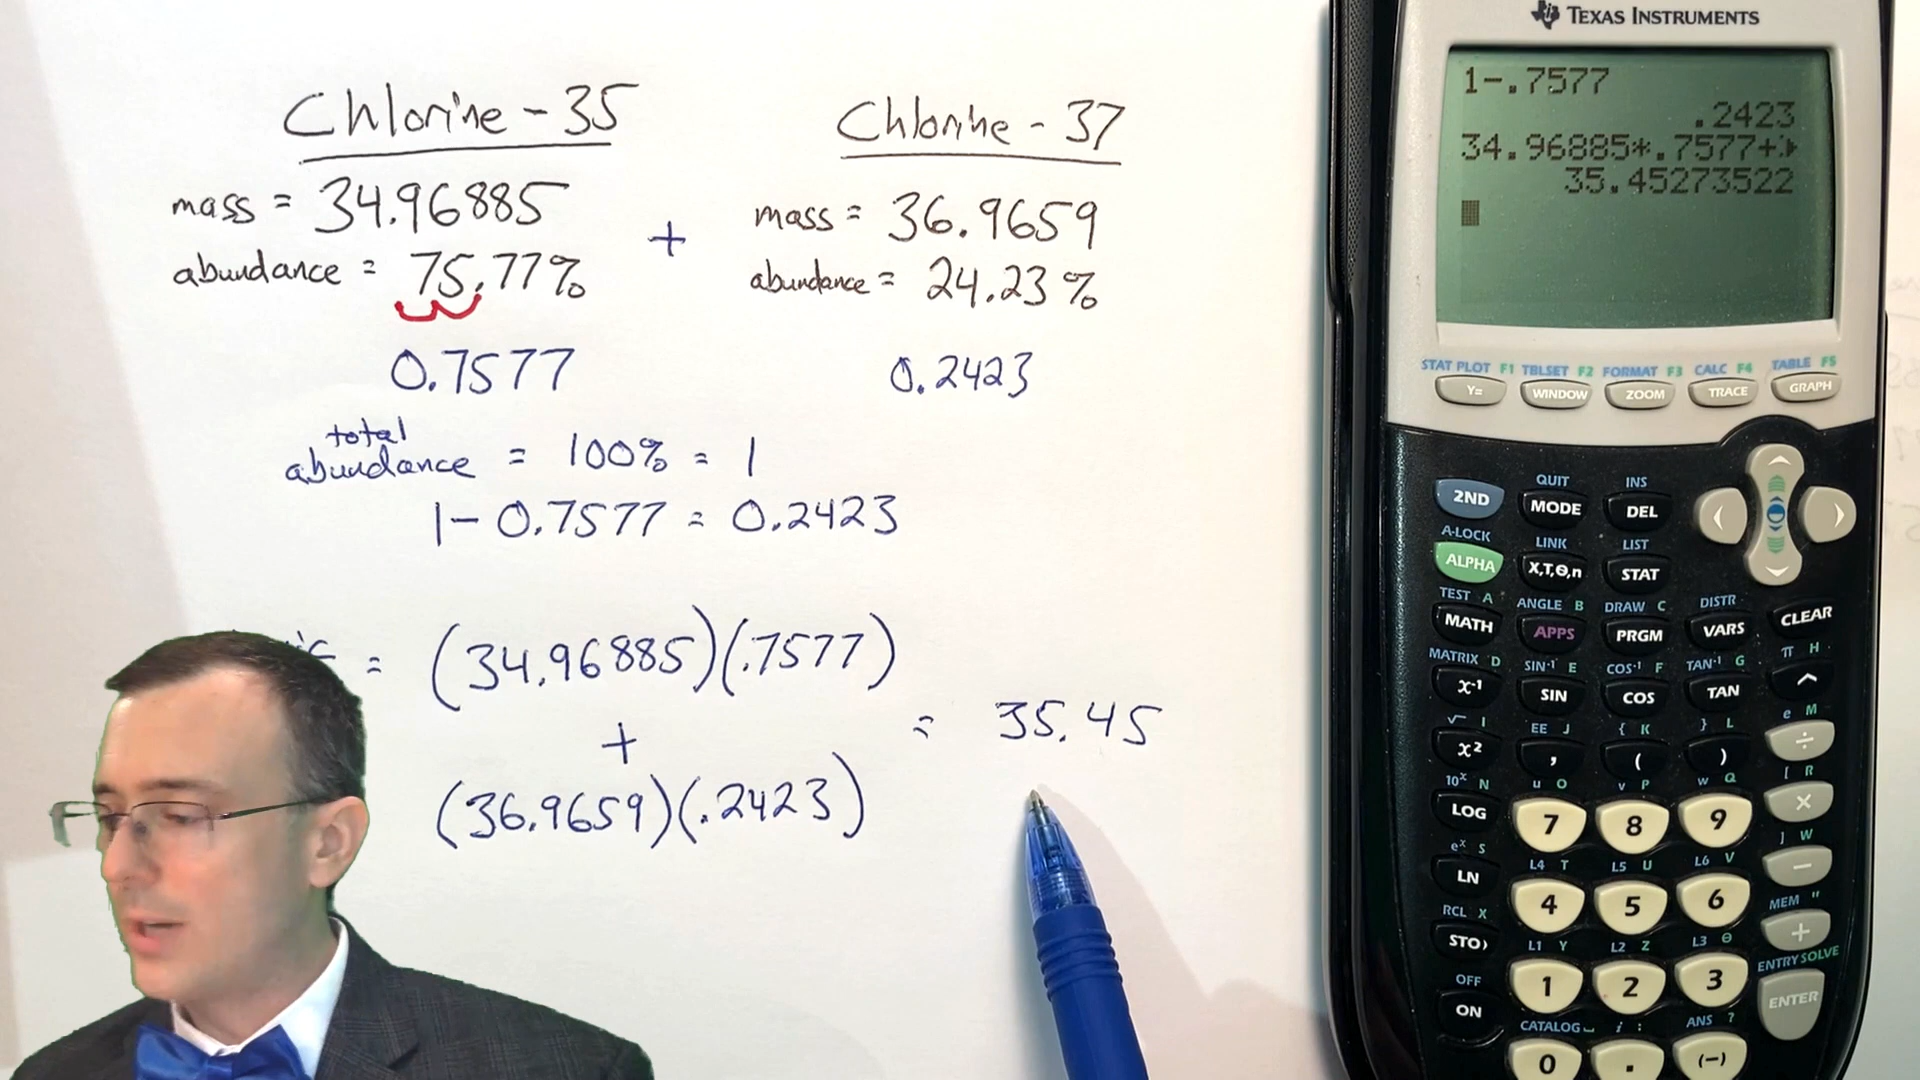 Chlorine - 35
mass = 34.96885
abundance = 75.77%
0.7577
+
Chlorine - 37
mass = 36.9659
abundance = 24.23%
0.2423
total
abundance = 100% = 1
1 - 0.7577 = 0.2423
= (34.96885)(.7577)
+
(36.9659)(.2423)
= 35.45
TEXAS INSTRUMENTS
1-.7577
.2423
34.96885*.7577+
35.45273522
STAT PLOT F1 TBLSET F2 FORMAT F3 CALC F4 TABLE F5
Y= WINDOW ZOOM TRACE GRAPH
QUIT INS
2ND MODE DEL
A-LOCK LINK LIST
ALPHA X,T,Θ,n STAT
TEST A ANGLE B DRAW C DISTR
MATH APPS PRGM VARS CLEAR
MATRIX D SIN⁻¹ E COS⁻¹ F TAN⁻¹ G π H
x⁻¹ SIN COS TAN ^
√ I EE J { K } L e M
x² , ( ) ÷
10ˣ N u O v P w Q [ R
LOG 7 8 9 ×
eˣ S L4 T L5 U L6 V ] W
LN 4 5 6 −
RCL X L1 Y L2 Z L3 Θ MEM "
STO› 1 2 3 +
OFF CATALOG i : ANS ? ENTRY SOLVE
ON 0 . (−) ENTER